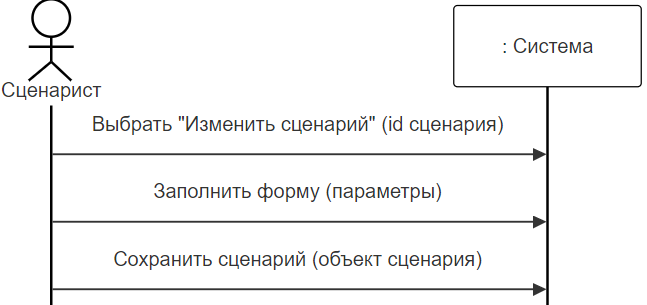 : Система
Сценарист
Выбрать "Изменить сценарий" (id сценария)
Заполнить форму (параметры)
Сохранить сценарий (объект сценария)